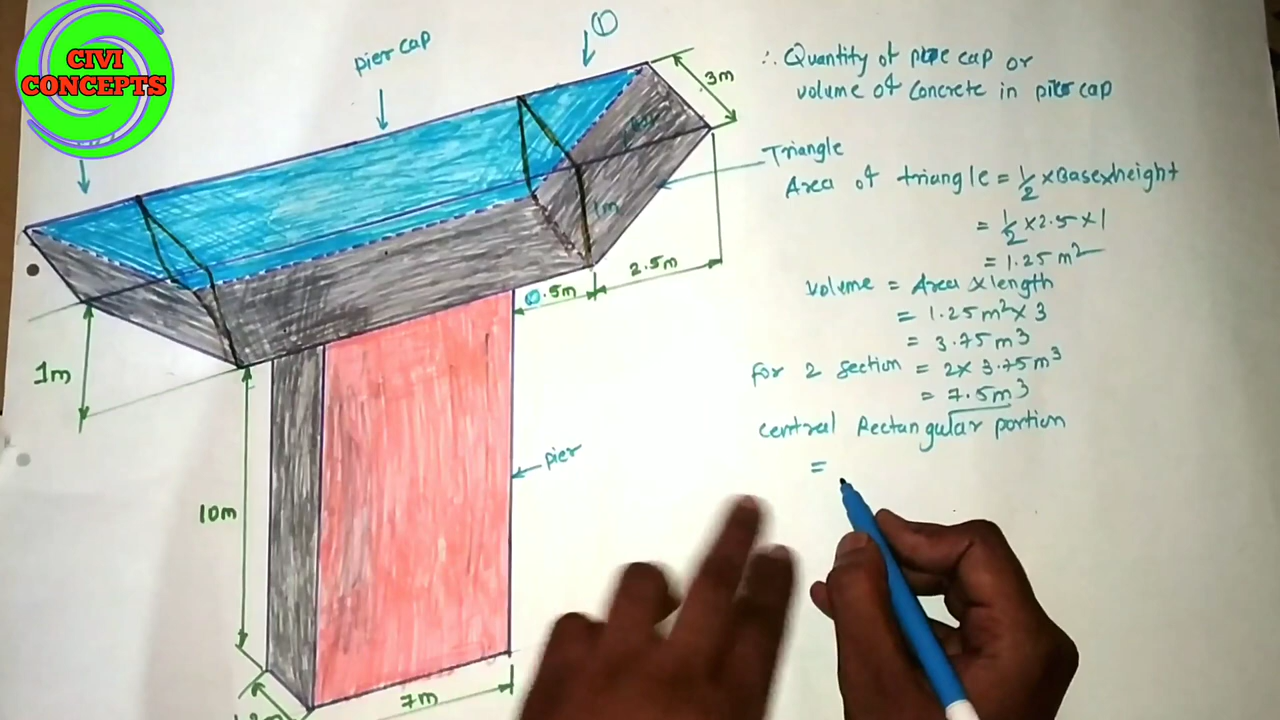 CIVI
CONCEPTS
pier cap
①
3m
1m
0.5m
2.5m
1m
10m
pier
7m
∴ Quantity of pier cap or
volume of concrete in pier cap
Triangle
Area of triangle = ½ × Base×height
= ½ × 2.5 × 1
= 1.25 m²
volume = Area × length
= 1.25 m² × 3
= 3.75 m³
for 2 section = 2 × 3.75 m³
= 7.5 m³
central Rectangular portion
=